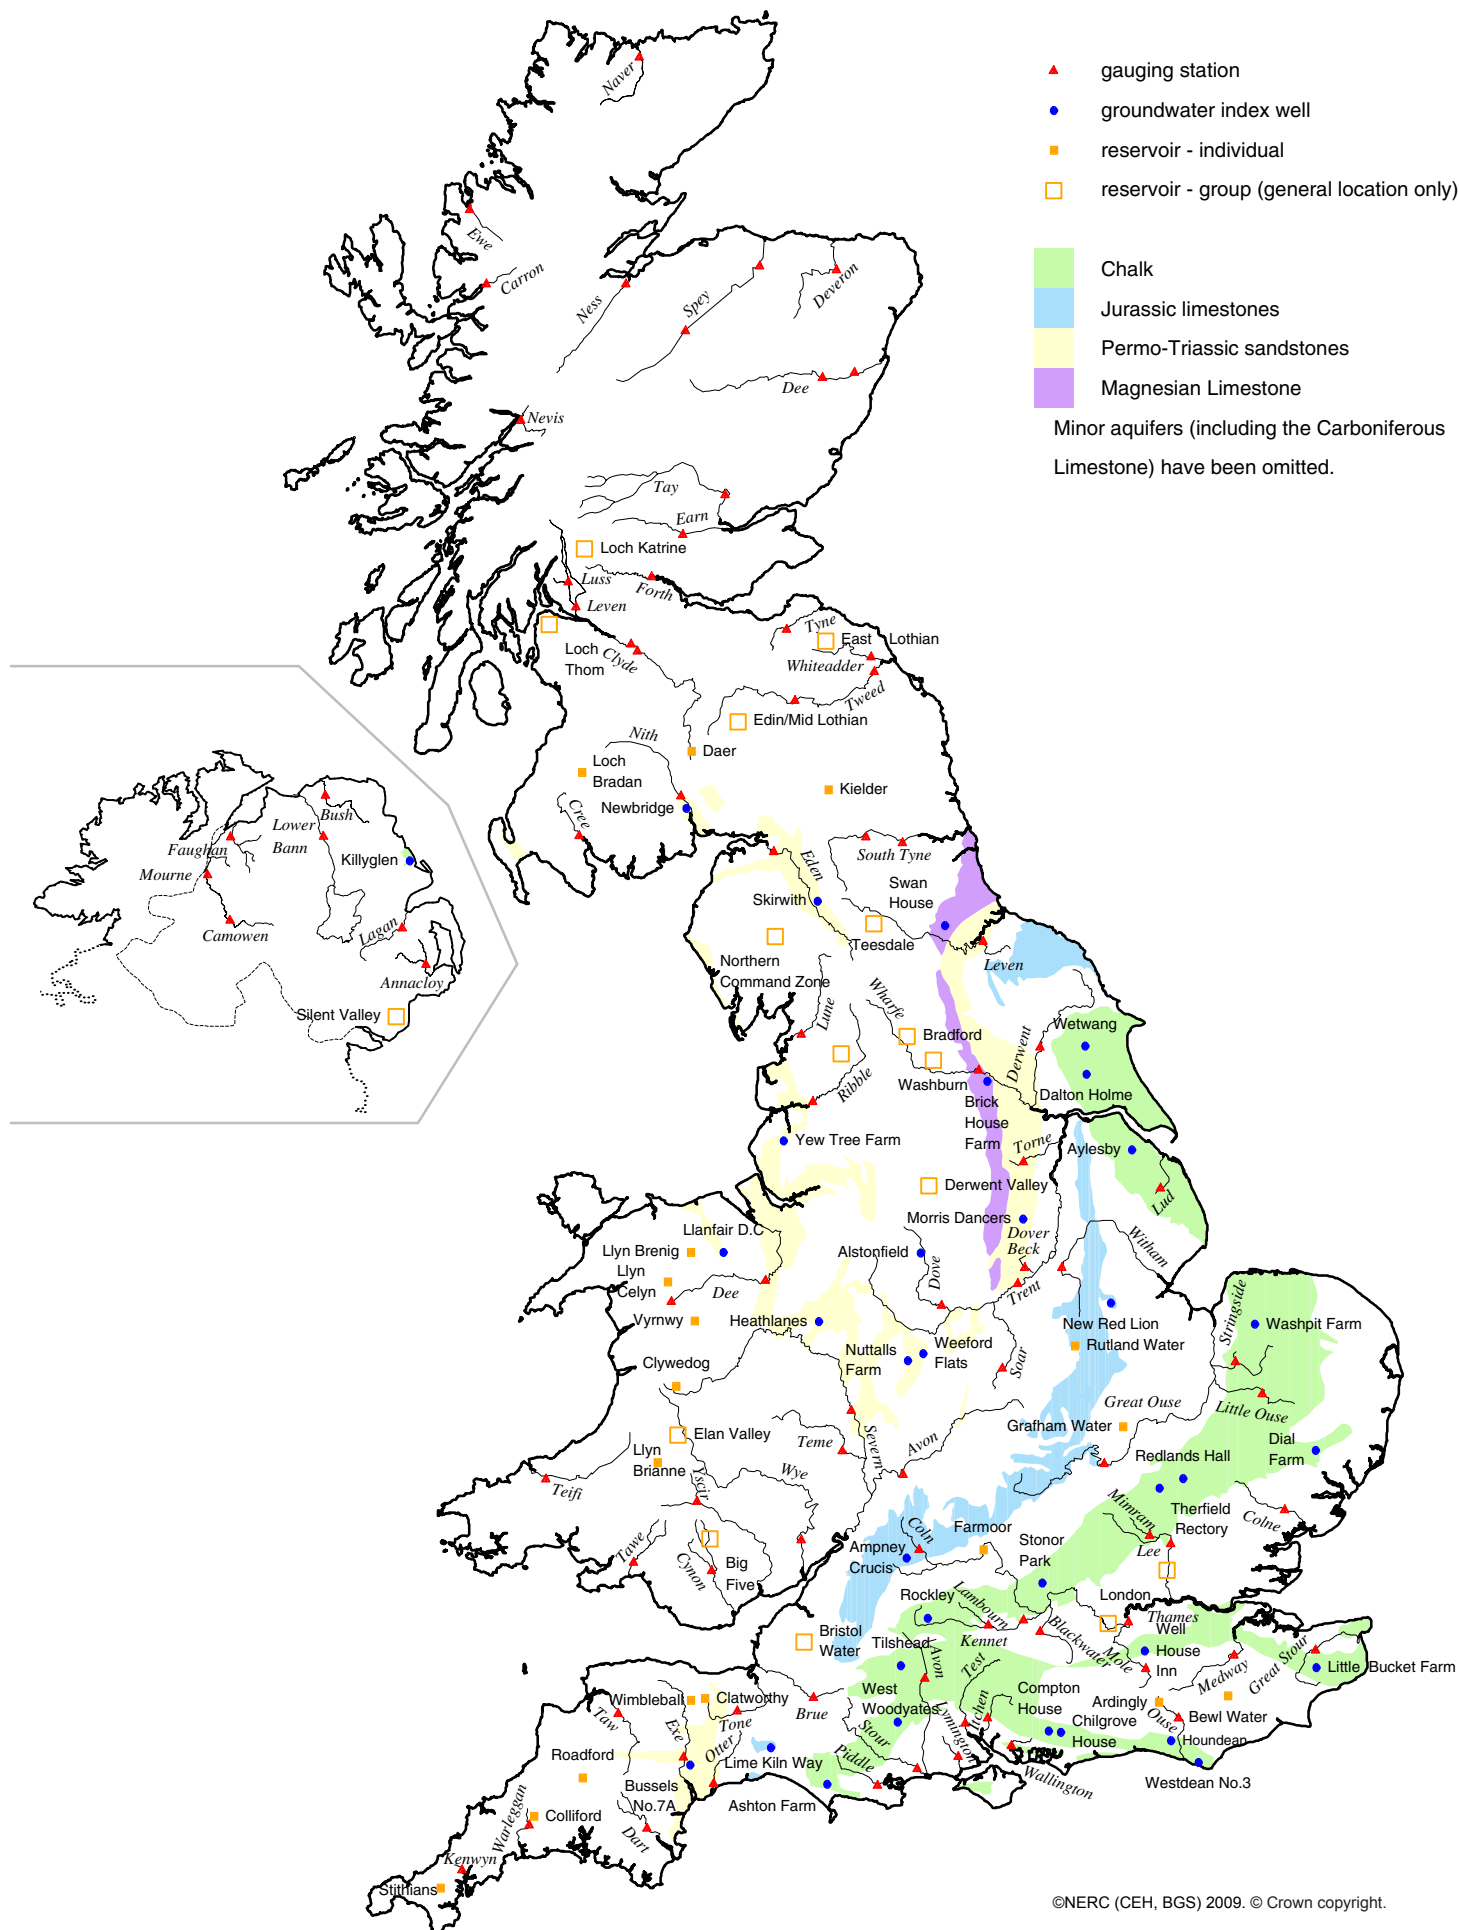 gauging station
groundwater index well
reservoir - individual
reservoir - group (general location only)
Chalk
Jurassic limestones
Permo-Triassic sandstones
Magnesian Limestone
Minor aquifers (including the Carboniferous
Limestone) have been omitted.
Naver
Ewe
Carron
Ness
Spey
Deveron
Dee
Nevis
Tay
Earn
Loch Katrine
Luss
Forth
Leven
Loch
Thom
Clyde
Tyne
East Lothian
Whiteadder
Tweed
Edin/Mid Lothian
Nith
Daer
Loch
Bradan
Kielder
Newbridge
Cree
Bush
Lower
Bann
Faughan
Killyglen
Mourne
Camowen
Lagan
Annacloy
Silent Valley
South Tyne
Eden
Swan
House
Skirwith
Teesdale
Leven
Northern
Command Zone
Lune
Wharfe
Wetwang
Bradford
Derwent
Ribble
Washburn
Dalton Holme
Brick
House
Farm
Yew Tree Farm
Torne
Aylesby
Lud
Derwent Valley
Morris Dancers
Dover
Beck
Witham
Llanfair D.C
Llyn Brenig
Alstonfield
Llyn
Celyn
Dee
Dove
Trent
Stringside
Vyrnwy
Heathlanes
New Red Lion
Washpit Farm
Nuttalls
Farm
Weeford
Flats
Soar
Rutland Water
Clywedog
Great Ouse
Little Ouse
Elan Valley
Teme
Severn
Avon
Grafham Water
Dial
Farm
Llyn
Brianne
Redlands Hall
Teifi
Yscir
Wye
Mimram
Therfield
Rectory
Colne
Coln
Farmoor
Stonor
Park
Tawe
Cynon
Big
Five
Ampney
Crucis
Lee
London
Rockley
Lambourn
Thames
Bristol
Water
Kennet
Blackwater
Well
House
Inn
Tilshead
Avon
Test
Mole
Medway
Great Stour
Little Bucket Farm
West
Woodyates
Itchen
Compton
House
Ardingly
Wimbleball
Clatworthy
Brue
Chilgrove
House
Ouse
Bewl Water
Taw
Exe
Tone
Stour
Lymington
Houndean
Roadford
Otter
Lime Kiln Way
Piddle
Wallington
Westdean No.3
Bussels
No.7A
Ashton Farm
Warleggan
Colliford
Dart
Kenwyn
Stithians
©NERC (CEH, BGS) 2009. © Crown copyright.